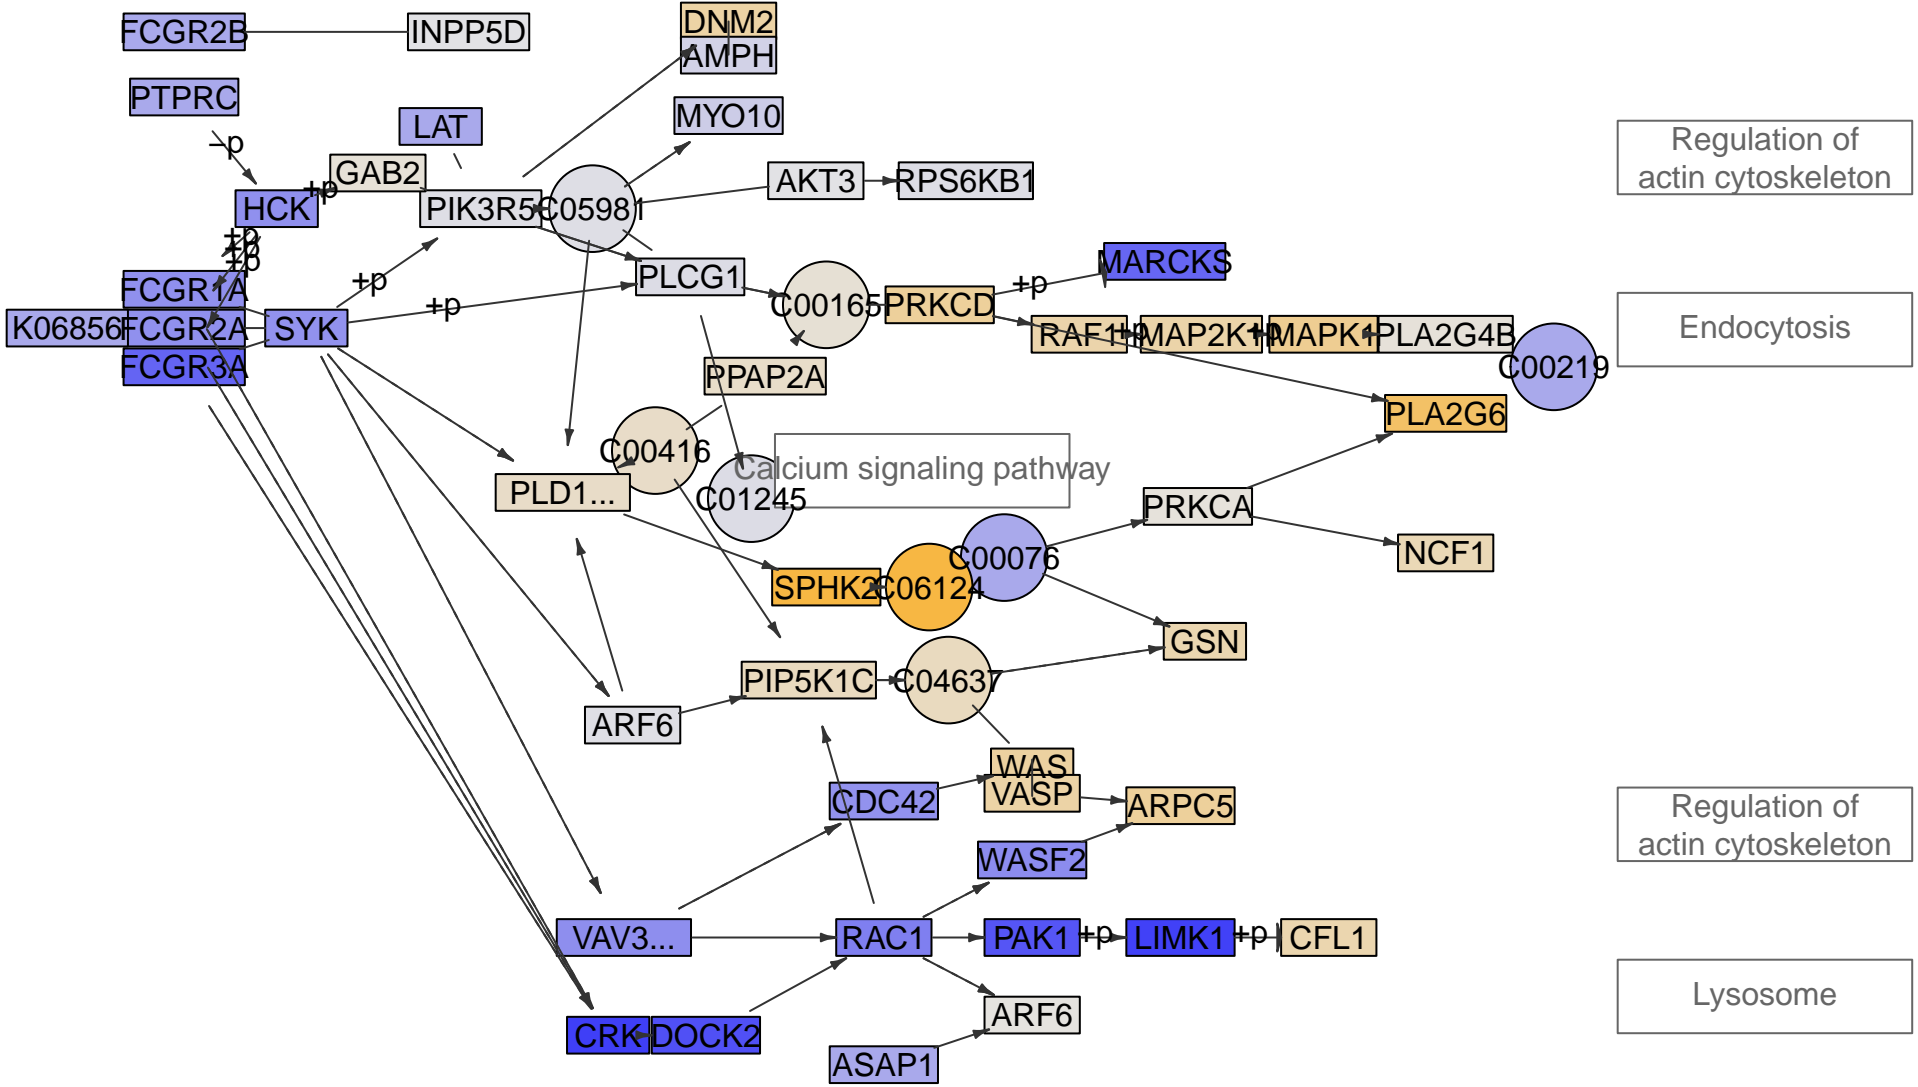 FCGR2B
INPP5D
DNM2
AMPH
PTPRC
LAT
MYO10
Regulation of
actin cytoskeleton
−p
GAB2
+p
HCK
PIK3R5
C05981
AKT3
RPS6KB1
+p
+p
+p
MARCKS
PLCG1
+p
+p
+p
FCGR1A
C00165
PRKCD
K06856
FCGR2A
SYK
RAF1
+p
MAP2K1
+p
MAPK1
PLA2G4B
Endocytosis
FCGR3A
PPAP2A
C00219
PLA2G6
C00416
Calcium signaling pathway
PLD1...
C01245
PRKCA
C00076
NCF1
SPHK2
C06124
GSN
PIP5K1C
C04637
ARF6
WAS
VASP
CDC42
ARPC5
Regulation of
actin cytoskeleton
WASF2
VAV3...
RAC1
PAK1
+p
LIMK1
+p
CFL1
Lysosome
ARF6
CRK
DOCK2
ASAP1